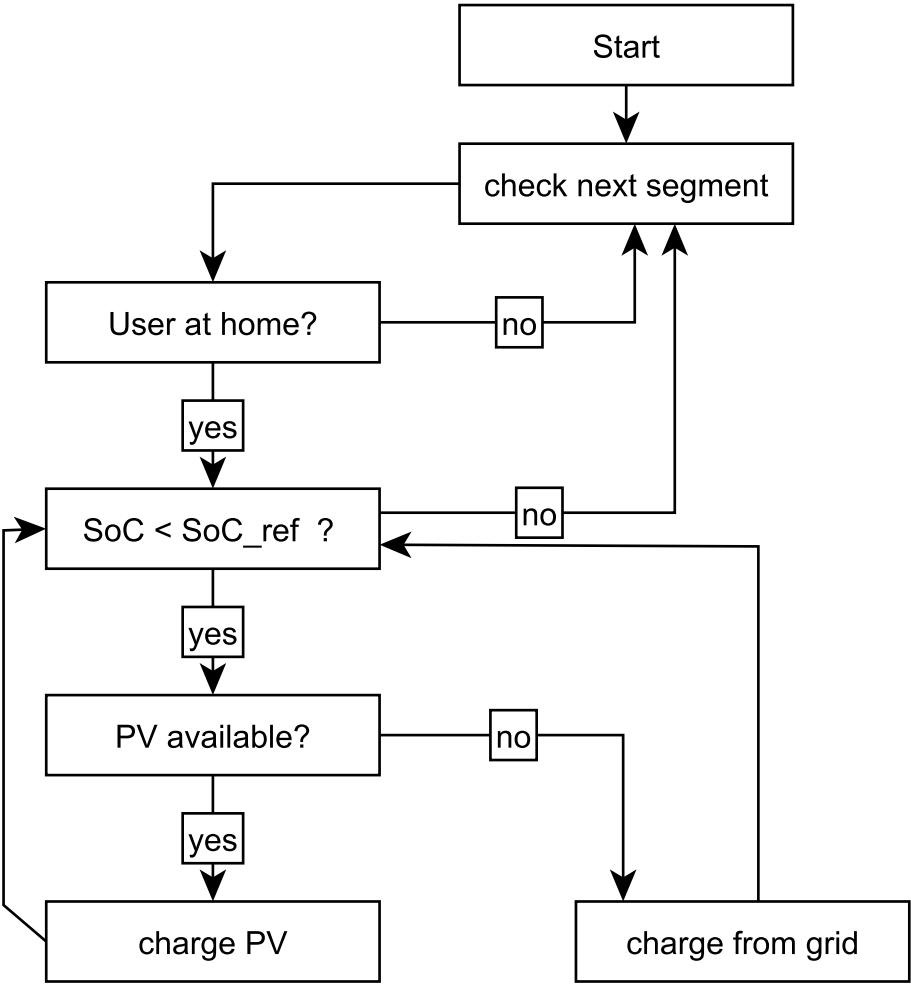 Start
check next segment
User at home?
no
yes
SoC < SoC_ref ?
no
yes
PV available?
no
yes
charge PV
charge from grid